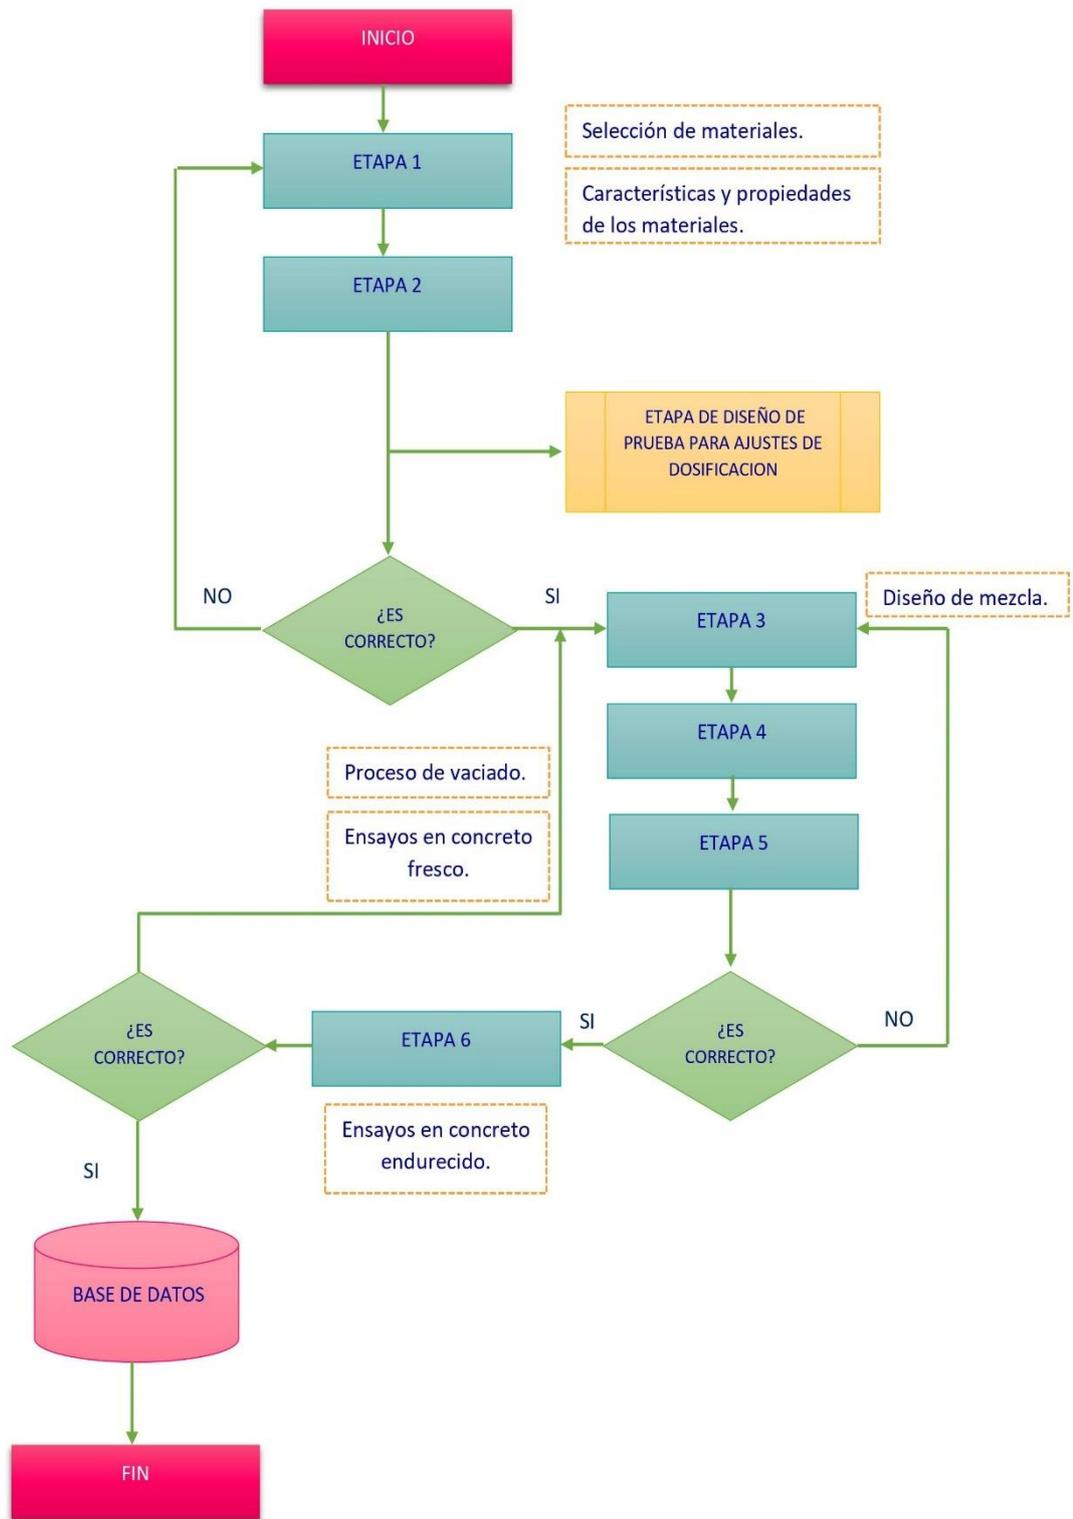 INICIO
Selección de materiales.
ETAPA 1
Características y propiedades
de los materiales.
ETAPA 2
ETAPA DE DISEÑO DE
PRUEBA PARA AJUSTES DE
DOSIFICACION
NO
¿ES
CORRECTO?
SI
ETAPA 3
Diseño de mezcla.
ETAPA 4
Proceso de vaciado.
Ensayos en concreto
fresco.
ETAPA 5
¿ES
CORRECTO?
ETAPA 6
SI
¿ES
CORRECTO?
NO
Ensayos en concreto
endurecido.
SI
BASE DE DATOS
FIN